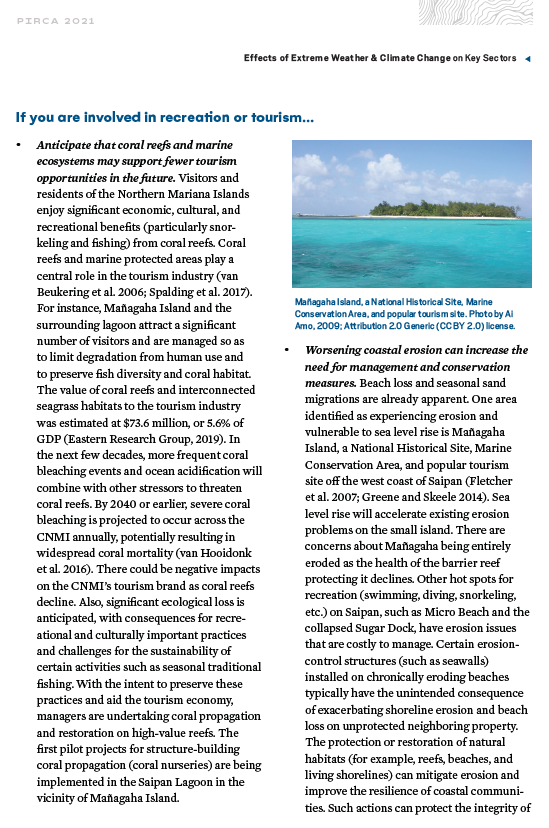 PIRCA 2021
Effects of Extreme Weather & Climate Change on Key Sectors
If you are involved in recreation or tourism...
• Anticipate that coral reefs and marine
ecosystems may support fewer tourism
opportunities in the future. Visitors and
residents of the Northern Mariana Islands
enjoy significant economic, cultural, and
recreational benefits (particularly snor-
keling and fishing) from coral reefs. Coral
reefs and marine protected areas play a
central role in the tourism industry (van
Beukering et al. 2006; Spalding et al. 2017).
For instance, Mañagaha Island and the
surrounding lagoon attract a significant
number of visitors and are managed so as
to limit degradation from human use and
to preserve fish diversity and coral habitat.
The value of coral reefs and interconnected
seagrass habitats to the tourism industry
was estimated at $73.6 million, or 5.6% of
GDP (Eastern Research Group, 2019). In
the next few decades, more frequent coral
bleaching events and ocean acidification will
combine with other stressors to threaten
coral reefs. By 2040 or earlier, severe coral
bleaching is projected to occur across the
CNMI annually, potentially resulting in
widespread coral mortality (van Hooidonk
et al. 2016). There could be negative impacts
on the CNMI's tourism brand as coral reefs
decline. Also, significant ecological loss is
anticipated, with consequences for recre-
ational and culturally important practices
and challenges for the sustainability of
certain activities such as seasonal traditional
fishing. With the intent to preserve these
practices and aid the tourism economy,
managers are undertaking coral propagation
and restoration on high-value reefs. The
first pilot projects for structure-building
coral propagation (coral nurseries) are being
implemented in the Saipan Lagoon in the
vicinity of Mañagaha Island.
Mañagaha Island, a National Historical Site, Marine
Conservation Area, and popular tourism site. Photo by Ai
Amo, 2009; Attribution 2.0 Generic (CC BY 2.0) license.
• Worsening coastal erosion can increase the
need for management and conservation
measures. Beach loss and seasonal sand
migrations are already apparent. One area
identified as experiencing erosion and
vulnerable to sea level rise is Mañagaha
Island, a National Historical Site, Marine
Conservation Area, and popular tourism
site off the west coast of Saipan (Fletcher
et al. 2007; Greene and Skeele 2014). Sea
level rise will accelerate existing erosion
problems on the small island. There are
concerns about Mañagaha being entirely
eroded as the health of the barrier reef
protecting it declines. Other hot spots for
recreation (swimming, diving, snorkeling,
etc.) on Saipan, such as Micro Beach and the
collapsed Sugar Dock, have erosion issues
that are costly to manage. Certain erosion-
control structures (such as seawalls)
installed on chronically eroding beaches
typically have the unintended consequence
of exacerbating shoreline erosion and beach
loss on unprotected neighboring property.
The protection or restoration of natural
habitats (for example, reefs, beaches, and
living shorelines) can mitigate erosion and
improve the resilience of coastal communi-
ties. Such actions can protect the integrity of